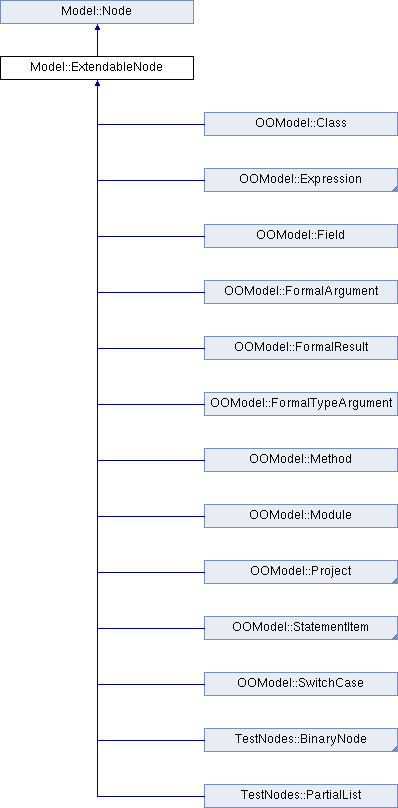 Model::Node
Model::ExtendableNode
OOModel::Class
OOModel::Expression
OOModel::Field
OOModel::FormalArgument
OOModel::FormalResult
OOModel::FormalTypeArgument
OOModel::Method
OOModel::Module
OOModel::Project
OOModel::StatementItem
OOModel::SwitchCase
TestNodes::BinaryNode
TestNodes::PartialList